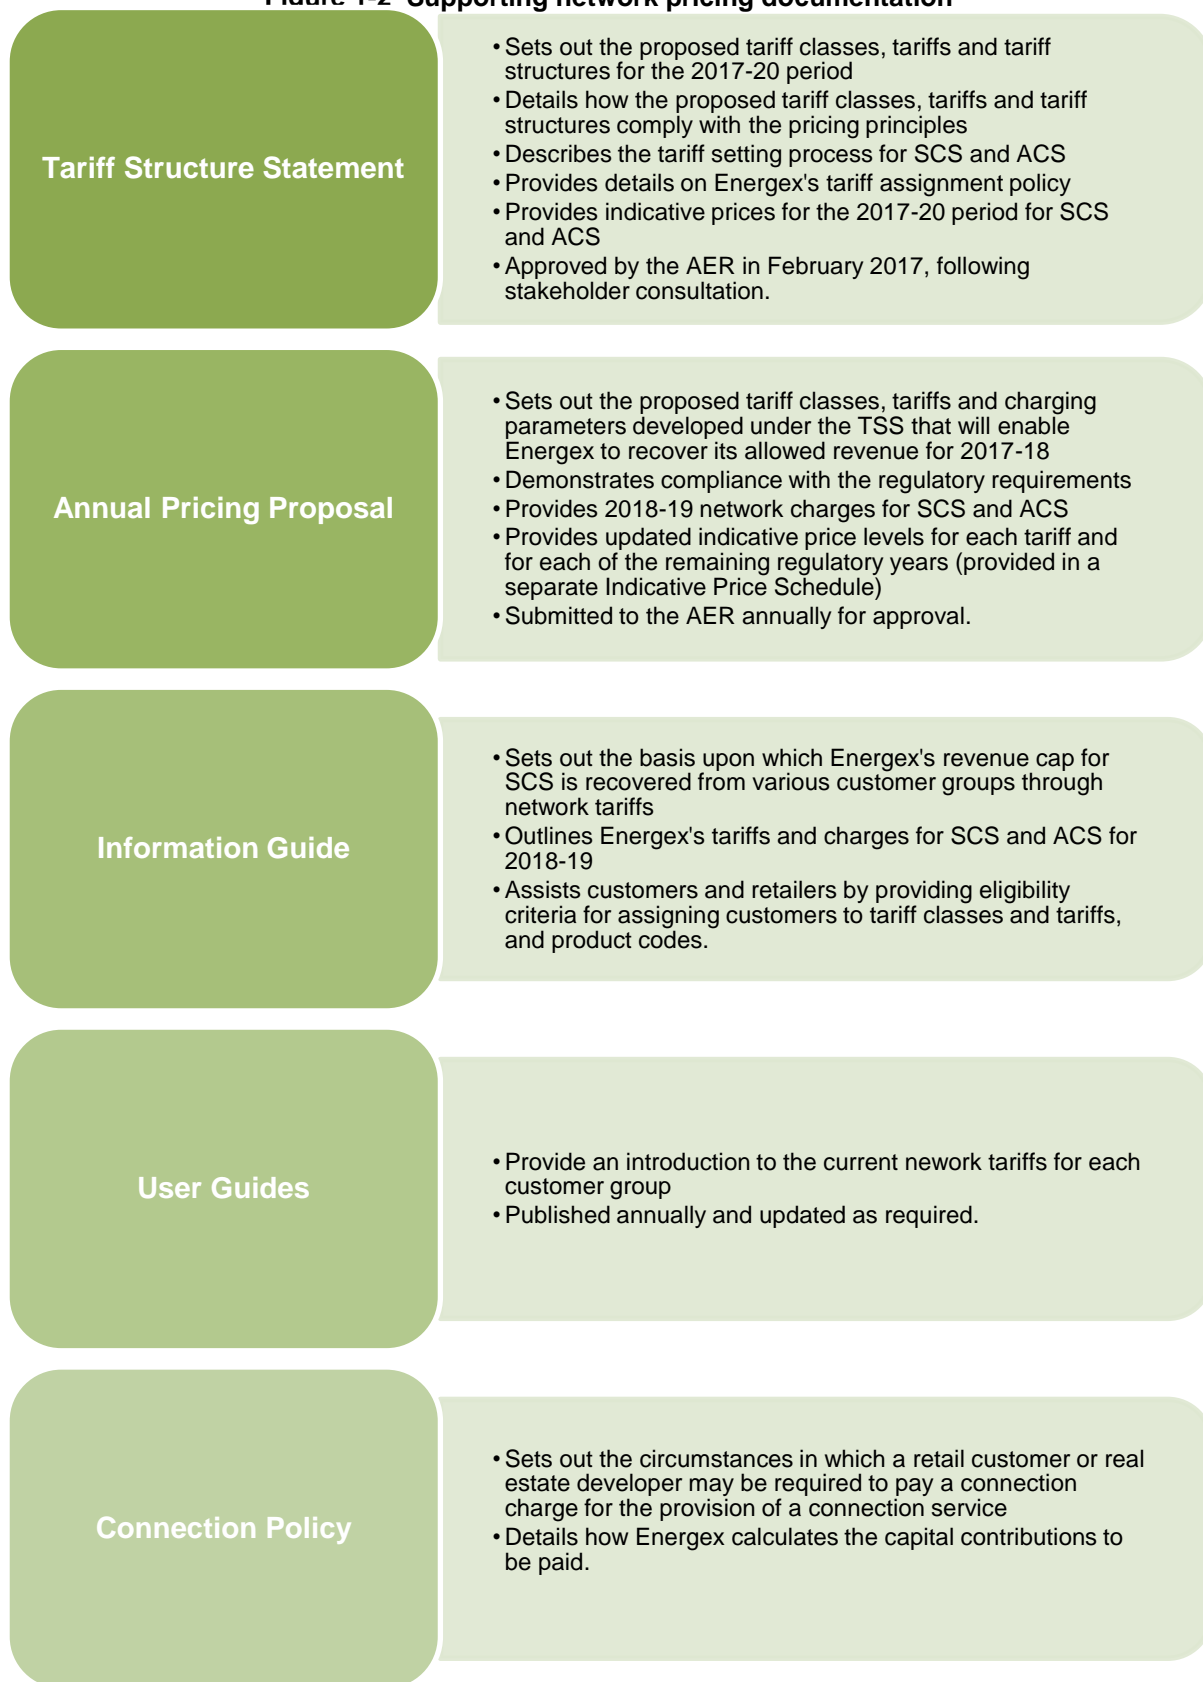 Figure 1-2 Supporting network pricing documentation
Tariff Structure Statement
• Sets out the proposed tariff classes, tariffs and tariff
structures for the 2017-20 period
• Details how the proposed tariff classes, tariffs and tariff
structures comply with the pricing principles
• Describes the tariff setting process for SCS and ACS
• Provides details on Energex's tariff assignment policy
• Provides indicative prices for the 2017-20 period for SCS
and ACS
• Approved by the AER in February 2017, following
stakeholder consultation.
Annual Pricing Proposal
• Sets out the proposed tariff classes, tariffs and charging
parameters developed under the TSS that will enable
Energex to recover its allowed revenue for 2017-18
• Demonstrates compliance with the regulatory requirements
• Provides 2018-19 network charges for SCS and ACS
• Provides updated indicative price levels for each tariff and
for each of the remaining regulatory years (provided in a
separate Indicative Price Schedule)
• Submitted to the AER annually for approval.
Information Guide
• Sets out the basis upon which Energex's revenue cap for
SCS is recovered from various customer groups through
network tariffs
• Outlines Energex's tariffs and charges for SCS and ACS for
2018-19
• Assists customers and retailers by providing eligibility
criteria for assigning customers to tariff classes and tariffs,
and product codes.
User Guides
• Provide an introduction to the current nework tariffs for each
customer group
• Published annually and updated as required.
Connection Policy
• Sets out the circumstances in which a retail customer or real
estate developer may be required to pay a connection
charge for the provision of a connection service
• Details how Energex calculates the capital contributions to
be paid.